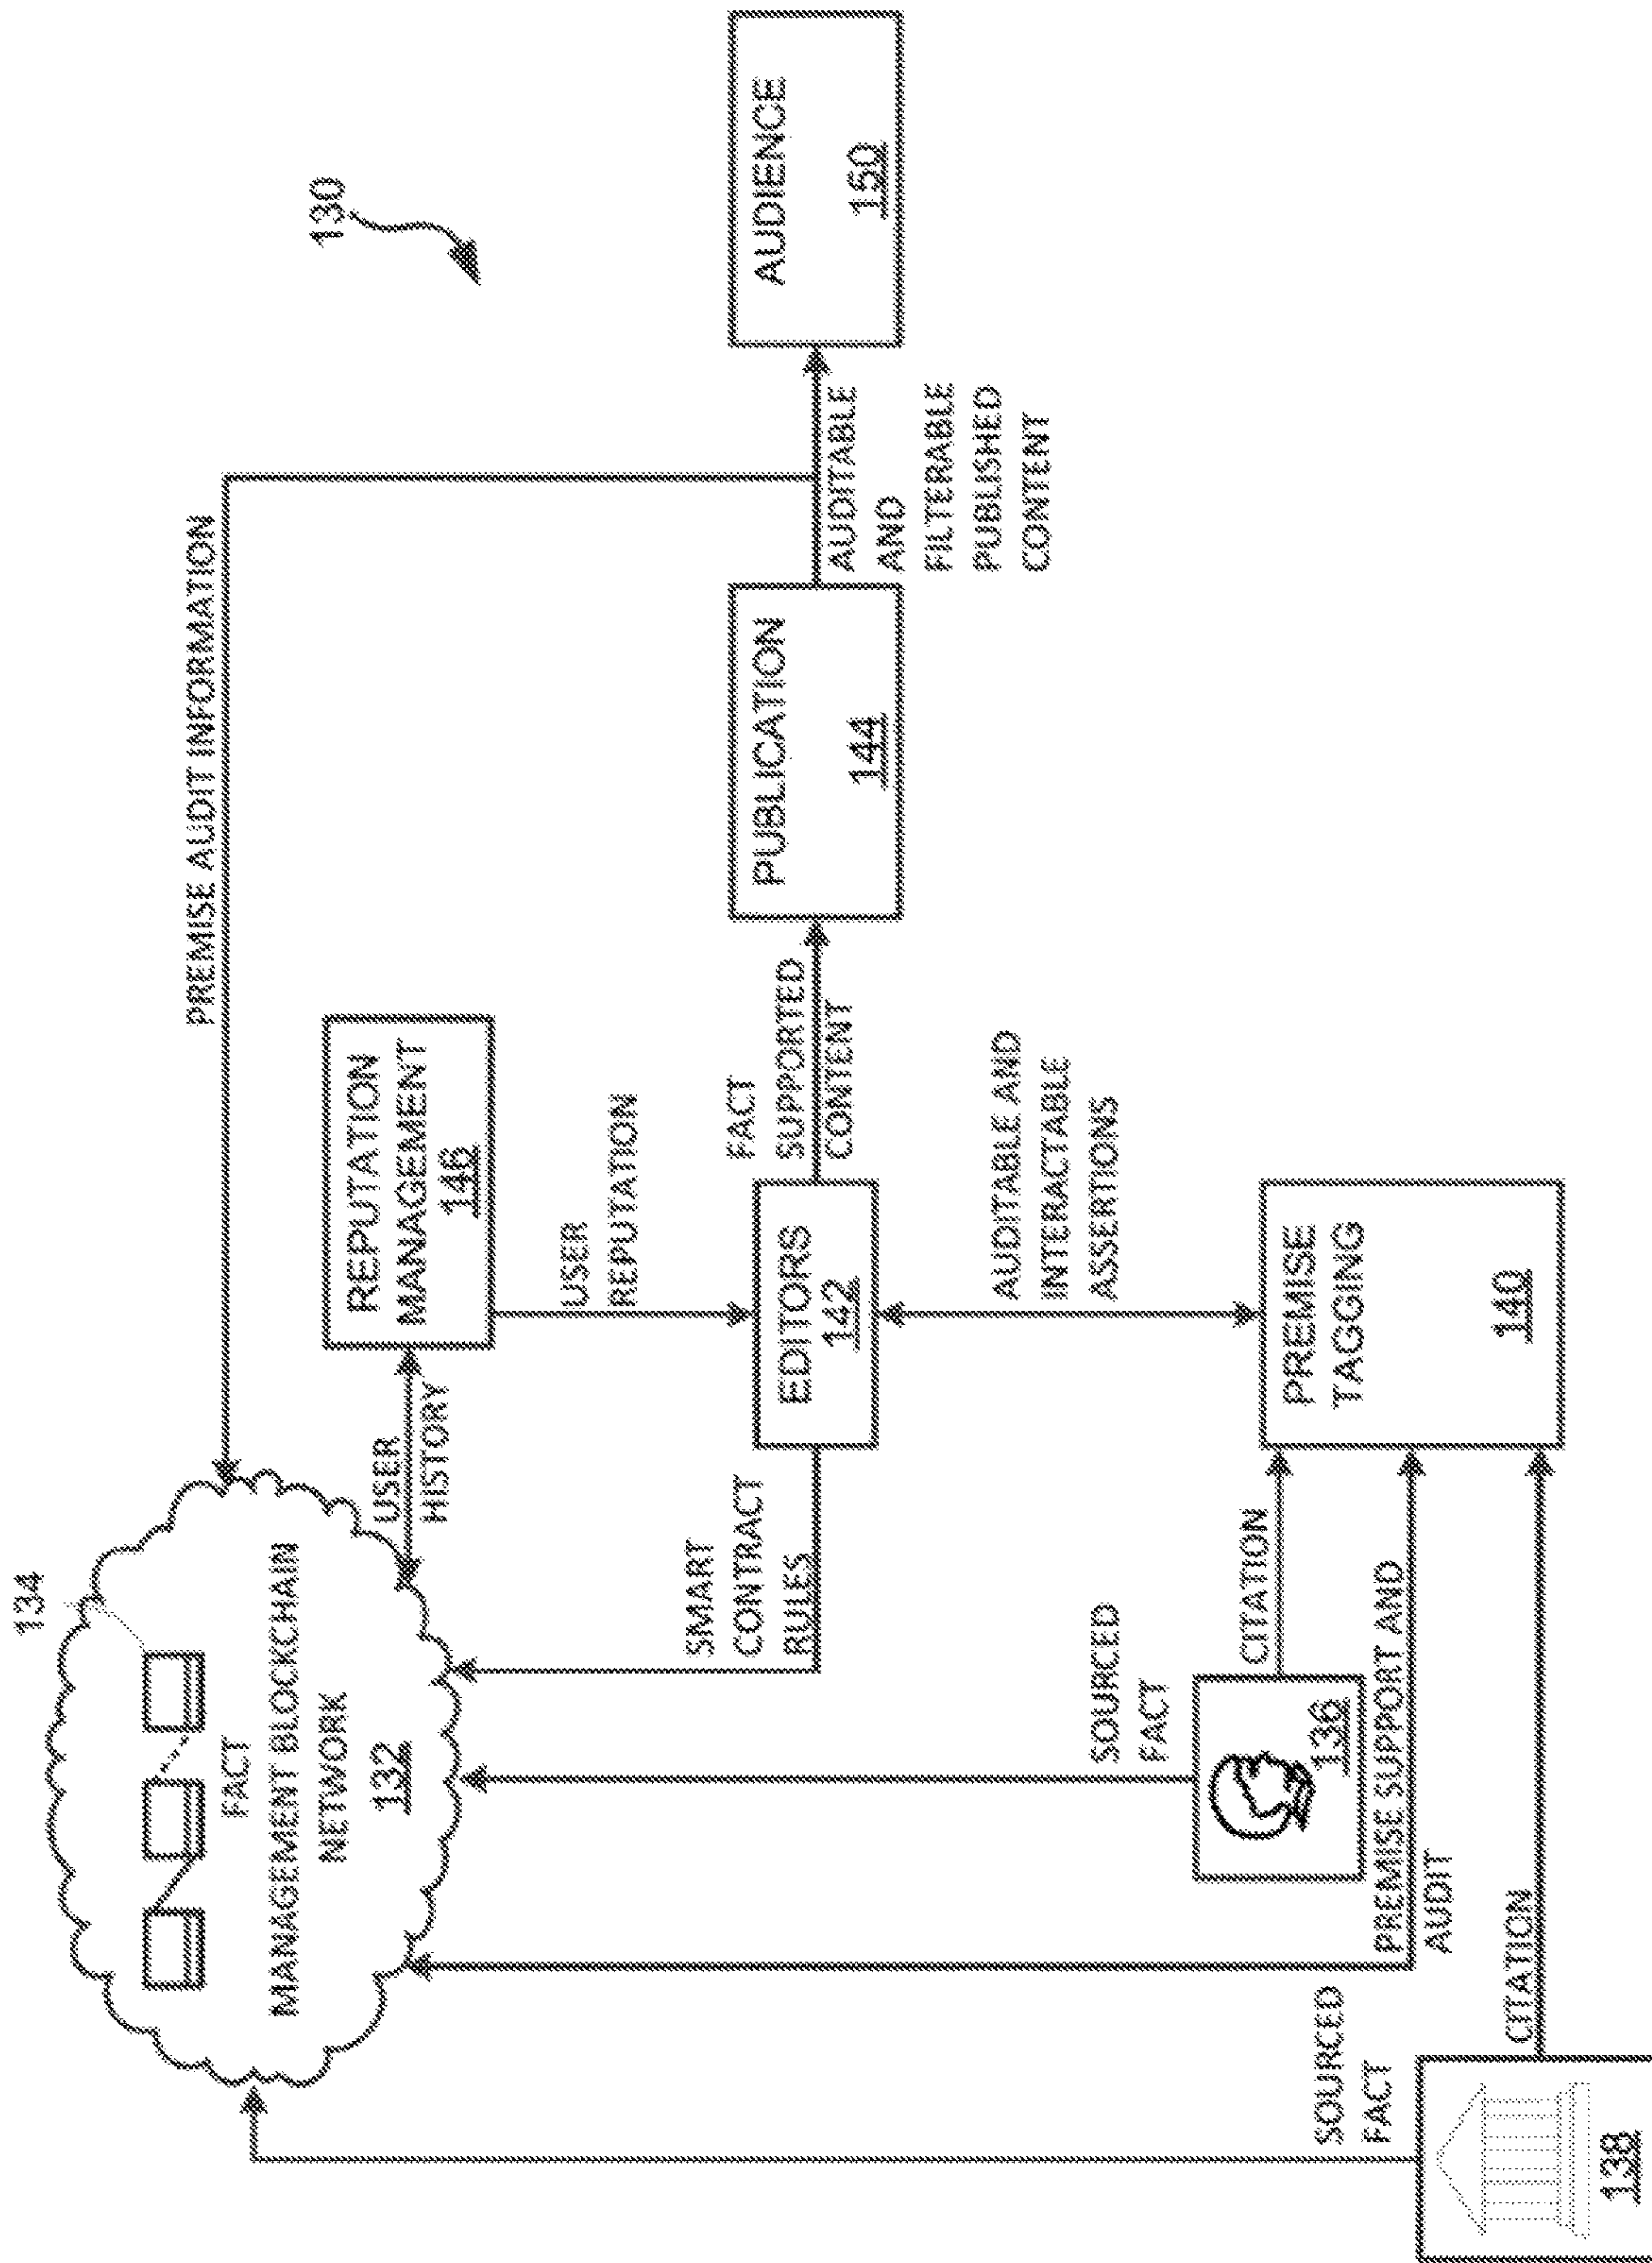 130
134
FACT
MANAGEMENT BLOCKCHAIN
NETWORK
132
PREMISE AUDIT INFORMATION
USER
HISTORY
REPUTATION
MANAGEMENT
146
USER
REPUTATION
SMART
CONTRACT
RULES
EDITORS
142
FACT
SUPPORTED
CONTENT
PUBLICATION
144
AUDITABLE
AND
FILTERABLE
PUBLISHED
CONTENT
AUDIENCE
150
AUDITABLE AND
INTERACTABLE
ASSERTIONS
SOURCED
FACT
136
CITATION
PREMISE SUPPORT AND
AUDIT
PREMISE
TAGGING
140
SOURCED
FACT
CITATION
138